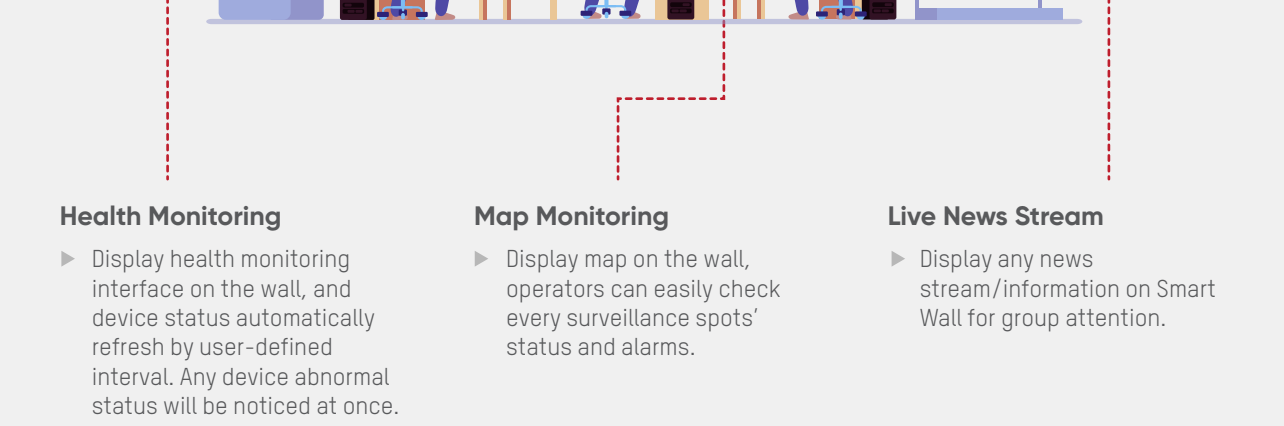 Health Monitoring
Display health monitoring
interface on the wall, and
device status automatically
refresh by user-defined
interval. Any device abnormal
status will be noticed at once.
Map Monitoring
Display map on the wall,
operators can easily check
every surveillance spots'
status and alarms.
Live News Stream
Display any news
stream/information on Smart
Wall for group attention.